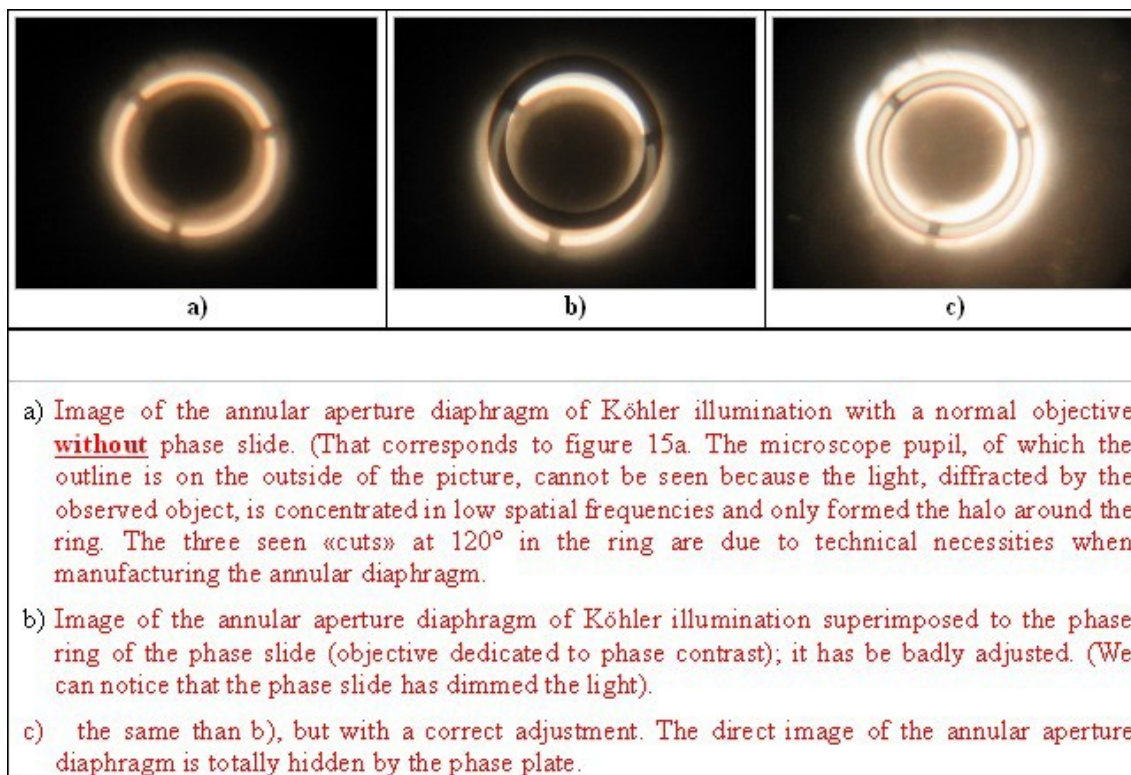 a)
b)
c)
a) Image of the annular aperture diaphragm of Köhler illumination with a normal objective
without phase slide. (That corresponds to figure 15a. The microscope pupil, of which the
outline is on the outside of the picture, cannot be seen because the light, diffracted by the
observed object, is concentrated in low spatial frequencies and only formed the halo around the
ring. The three seen «cuts» at 120° in the ring are due to technical necessities when
manufacturing the annular diaphragm.
b) Image of the annular aperture diaphragm of Köhler illumination superimposed to the phase
ring of the phase slide (objective dedicated to phase contrast); it has be badly adjusted. (We
can notice that the phase slide has dimmed the light).
c) the same than b), but with a correct adjustment. The direct image of the annular aperture
diaphragm is totally hidden by the phase plate.